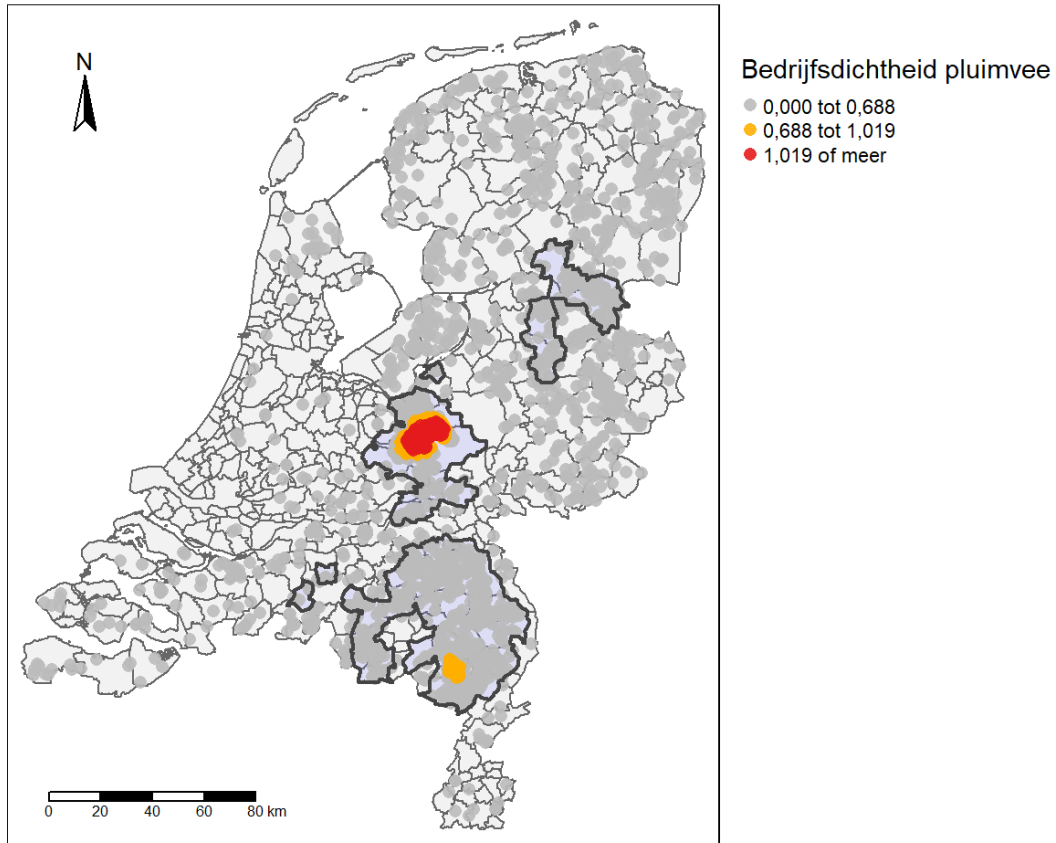 N
Bedrijfsdichtheid pluimvee
0,000 tot 0,688
0,688 tot 1,019
1,019 of meer
0 20 40 60 80 km